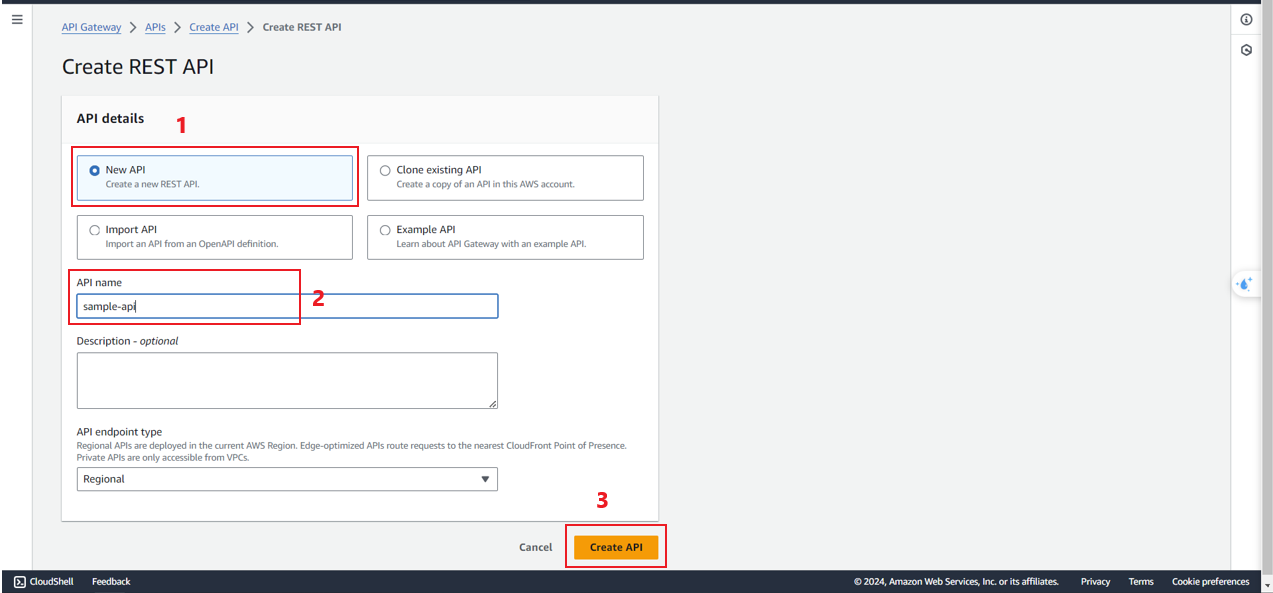 API Gateway > APIs > Create API > Create REST API
Create REST API
API details
1
New API
Create a new REST API.
Clone existing API
Create a copy of an API in this AWS account.
Import API
Import an API from an OpenAPI definition.
Example API
Learn about API Gateway with an example API.
API name
sample-api
2
Description - optional
API endpoint type
Regional APIs are deployed in the current AWS Region. Edge-optimized APIs route requests to the nearest CloudFront Point of Presence.
Private APIs are only accessible from VPCs.
Regional
3
Cancel
Create API
CloudShell
Feedback
© 2024, Amazon Web Services, Inc. or its affiliates.
Privacy
Terms
Cookie preferences